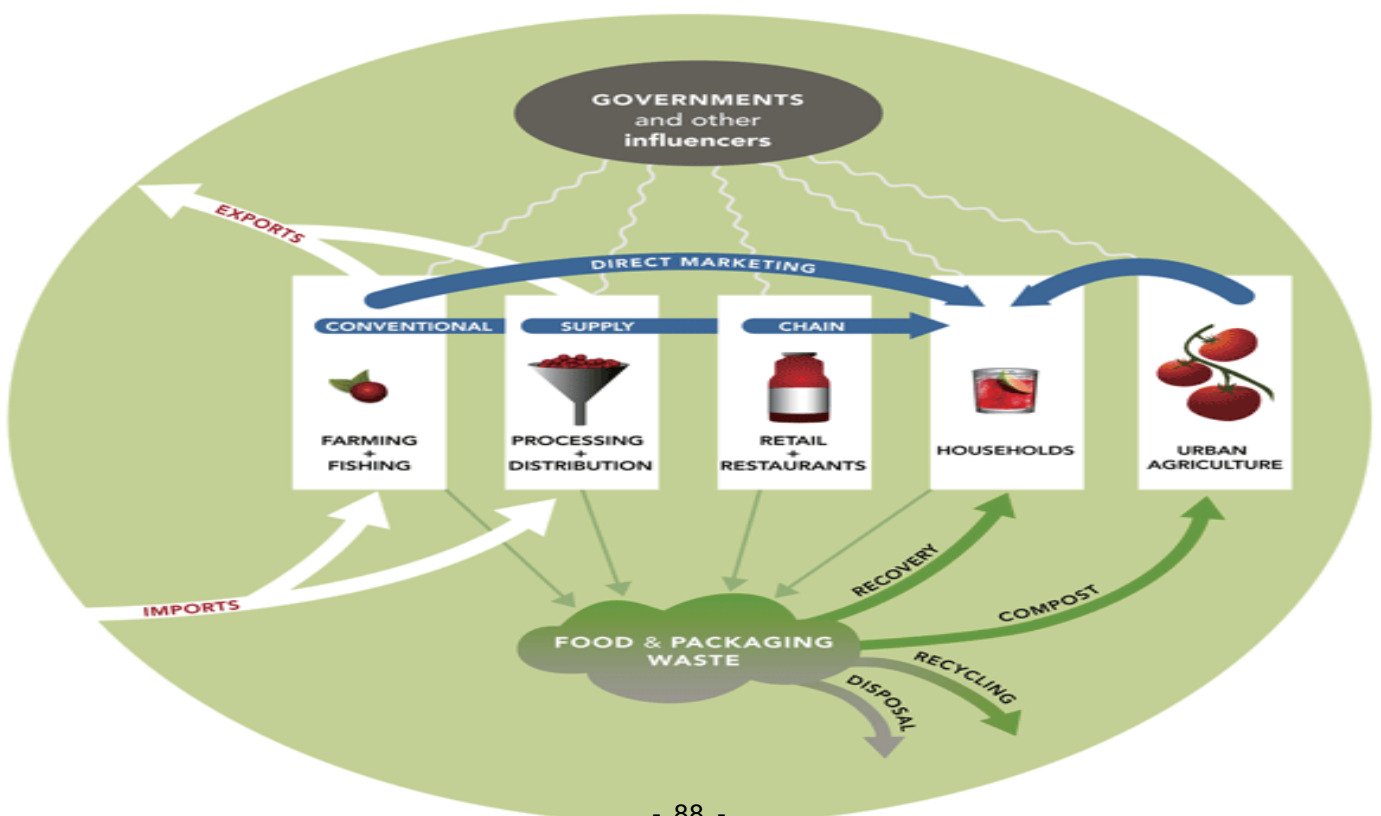 GOVERNMENTS
and other
influencers
EXPORTS
DIRECT MARKETING
CONVENTIONAL
SUPPLY
CHAIN
FARMING
+
FISHING
PROCESSING
+
DISTRIBUTION
RETAIL
+
RESTAURANTS
HOUSEHOLDS
URBAN
AGRICULTURE
IMPORTS
RECOVERY
COMPOST
FOOD & PACKAGING
WASTE
RECYCLING
DISPOSAL
- 88 -